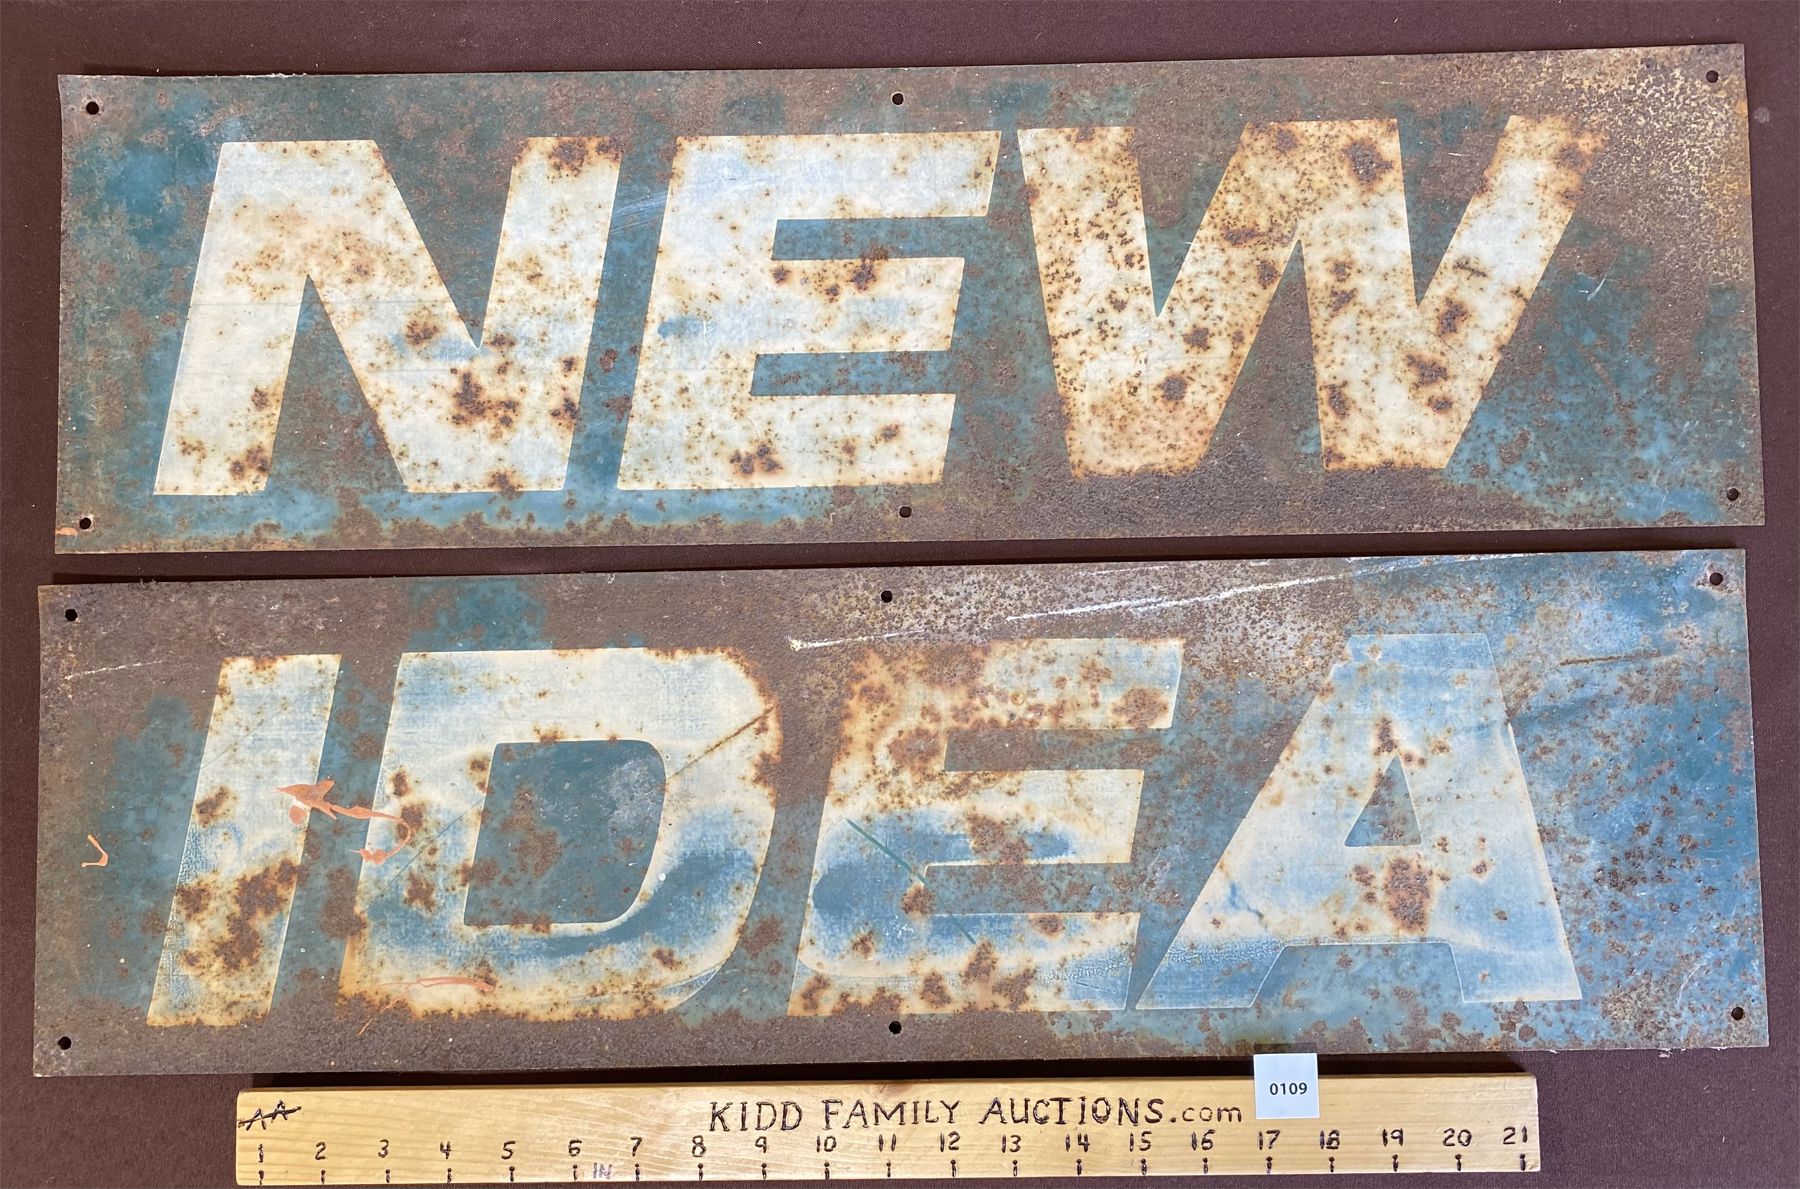 NEW
IDEA
0109
AA KIDD FAMILY AUCTIONS.com
1 2 3 4 5 6 7 8 9 10 11 12 13 14 15 16 17 18 19 20 21
IN